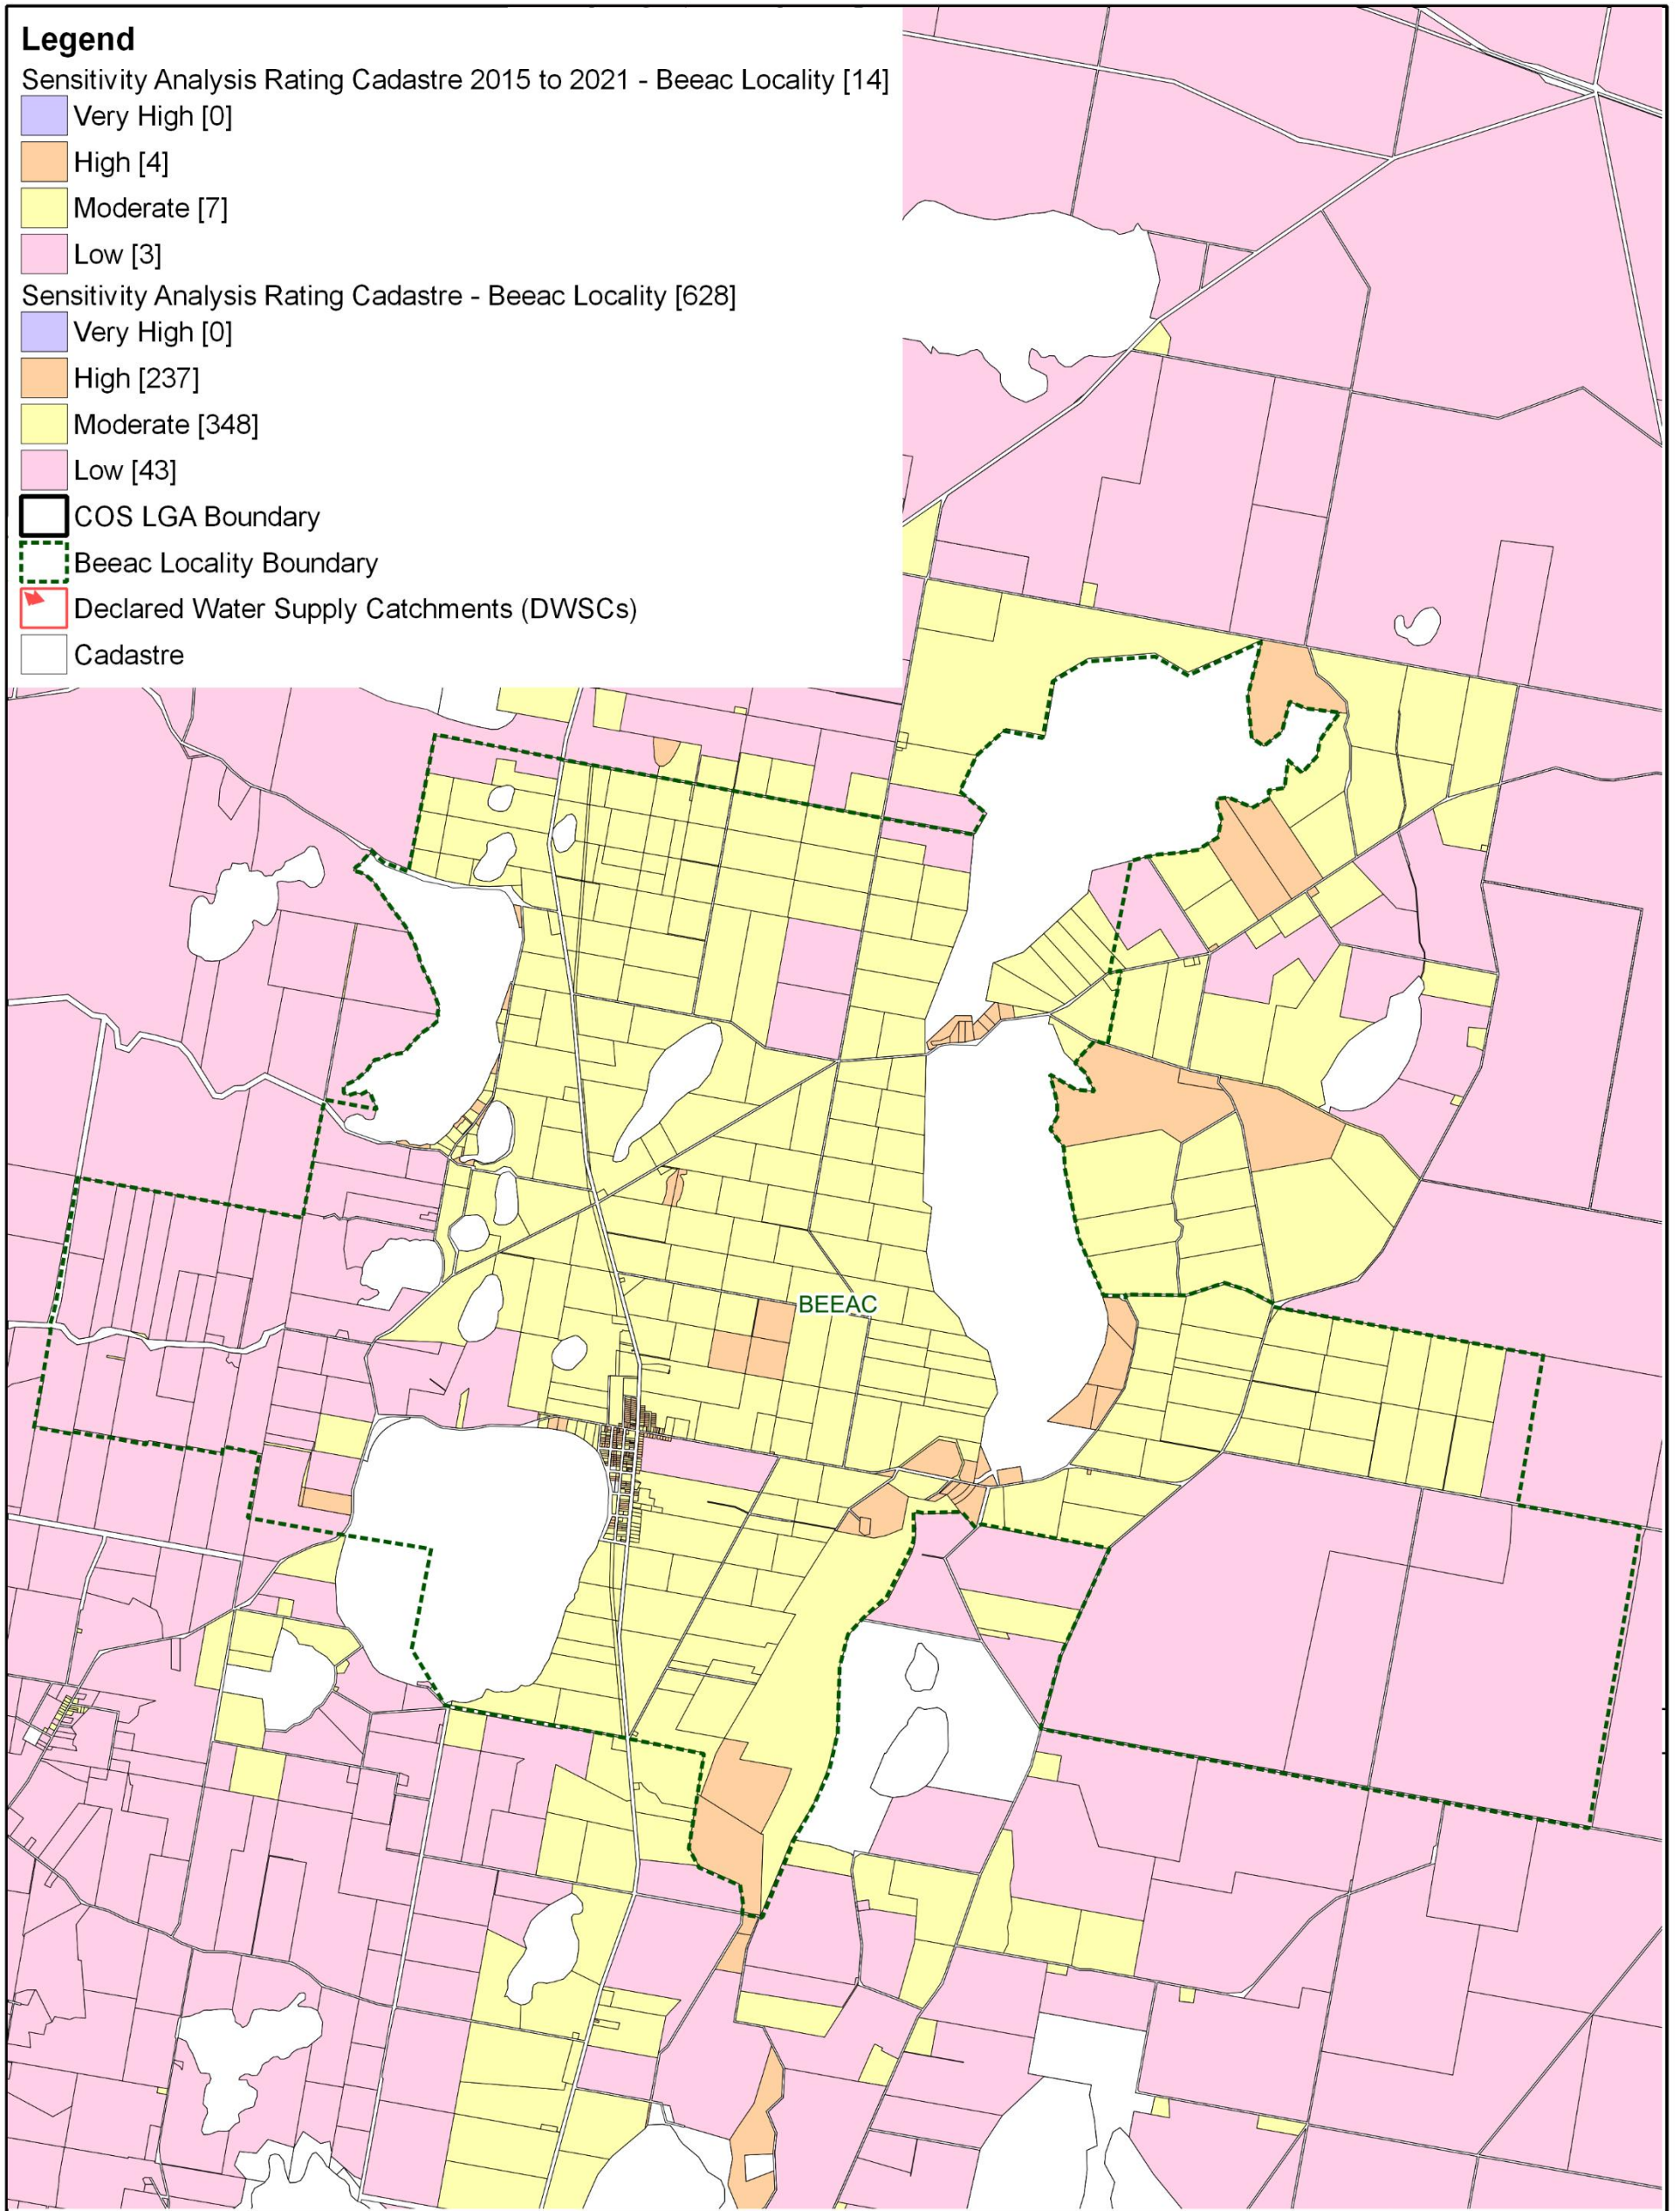 Legend
Sensitivity Analysis Rating Cadastre 2015 to 2021 - Beeac Locality [14]
Very High [0]
High [4]
Moderate [7]
Low [3]
Sensitivity Analysis Rating Cadastre - Beeac Locality [628]
Very High [0]
High [237]
Moderate [348]
Low [43]
COS LGA Boundary
Beeac Locality Boundary
Declared Water Supply Catchments (DWSCs)
Cadastre
BEEAC